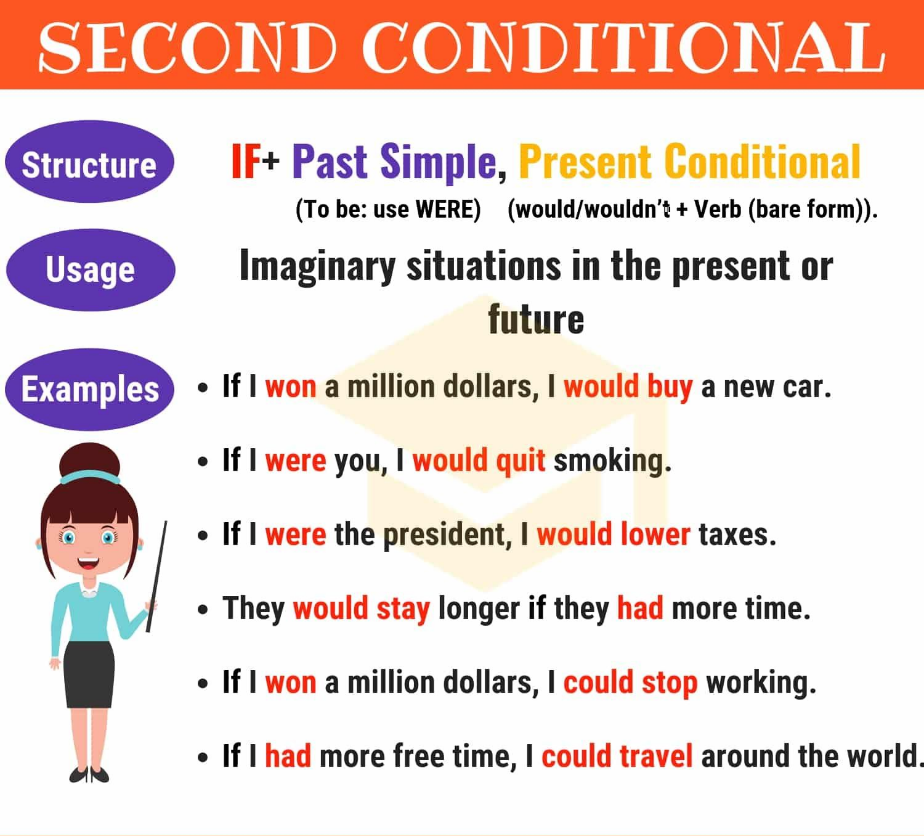 SECOND CONDITIONAL
Structure
IF+ Past Simple, Present Conditional
(To be: use WERE) (would/wouldn't + Verb (bare form)).
Usage
Imaginary situations in the present or
future
Examples
• If I won a million dollars, I would buy a new car.
• If I were you, I would quit smoking.
• If I were the president, I would lower taxes.
• They would stay longer if they had more time.
• If I won a million dollars, I could stop working.
• If I had more free time, I could travel around the world.